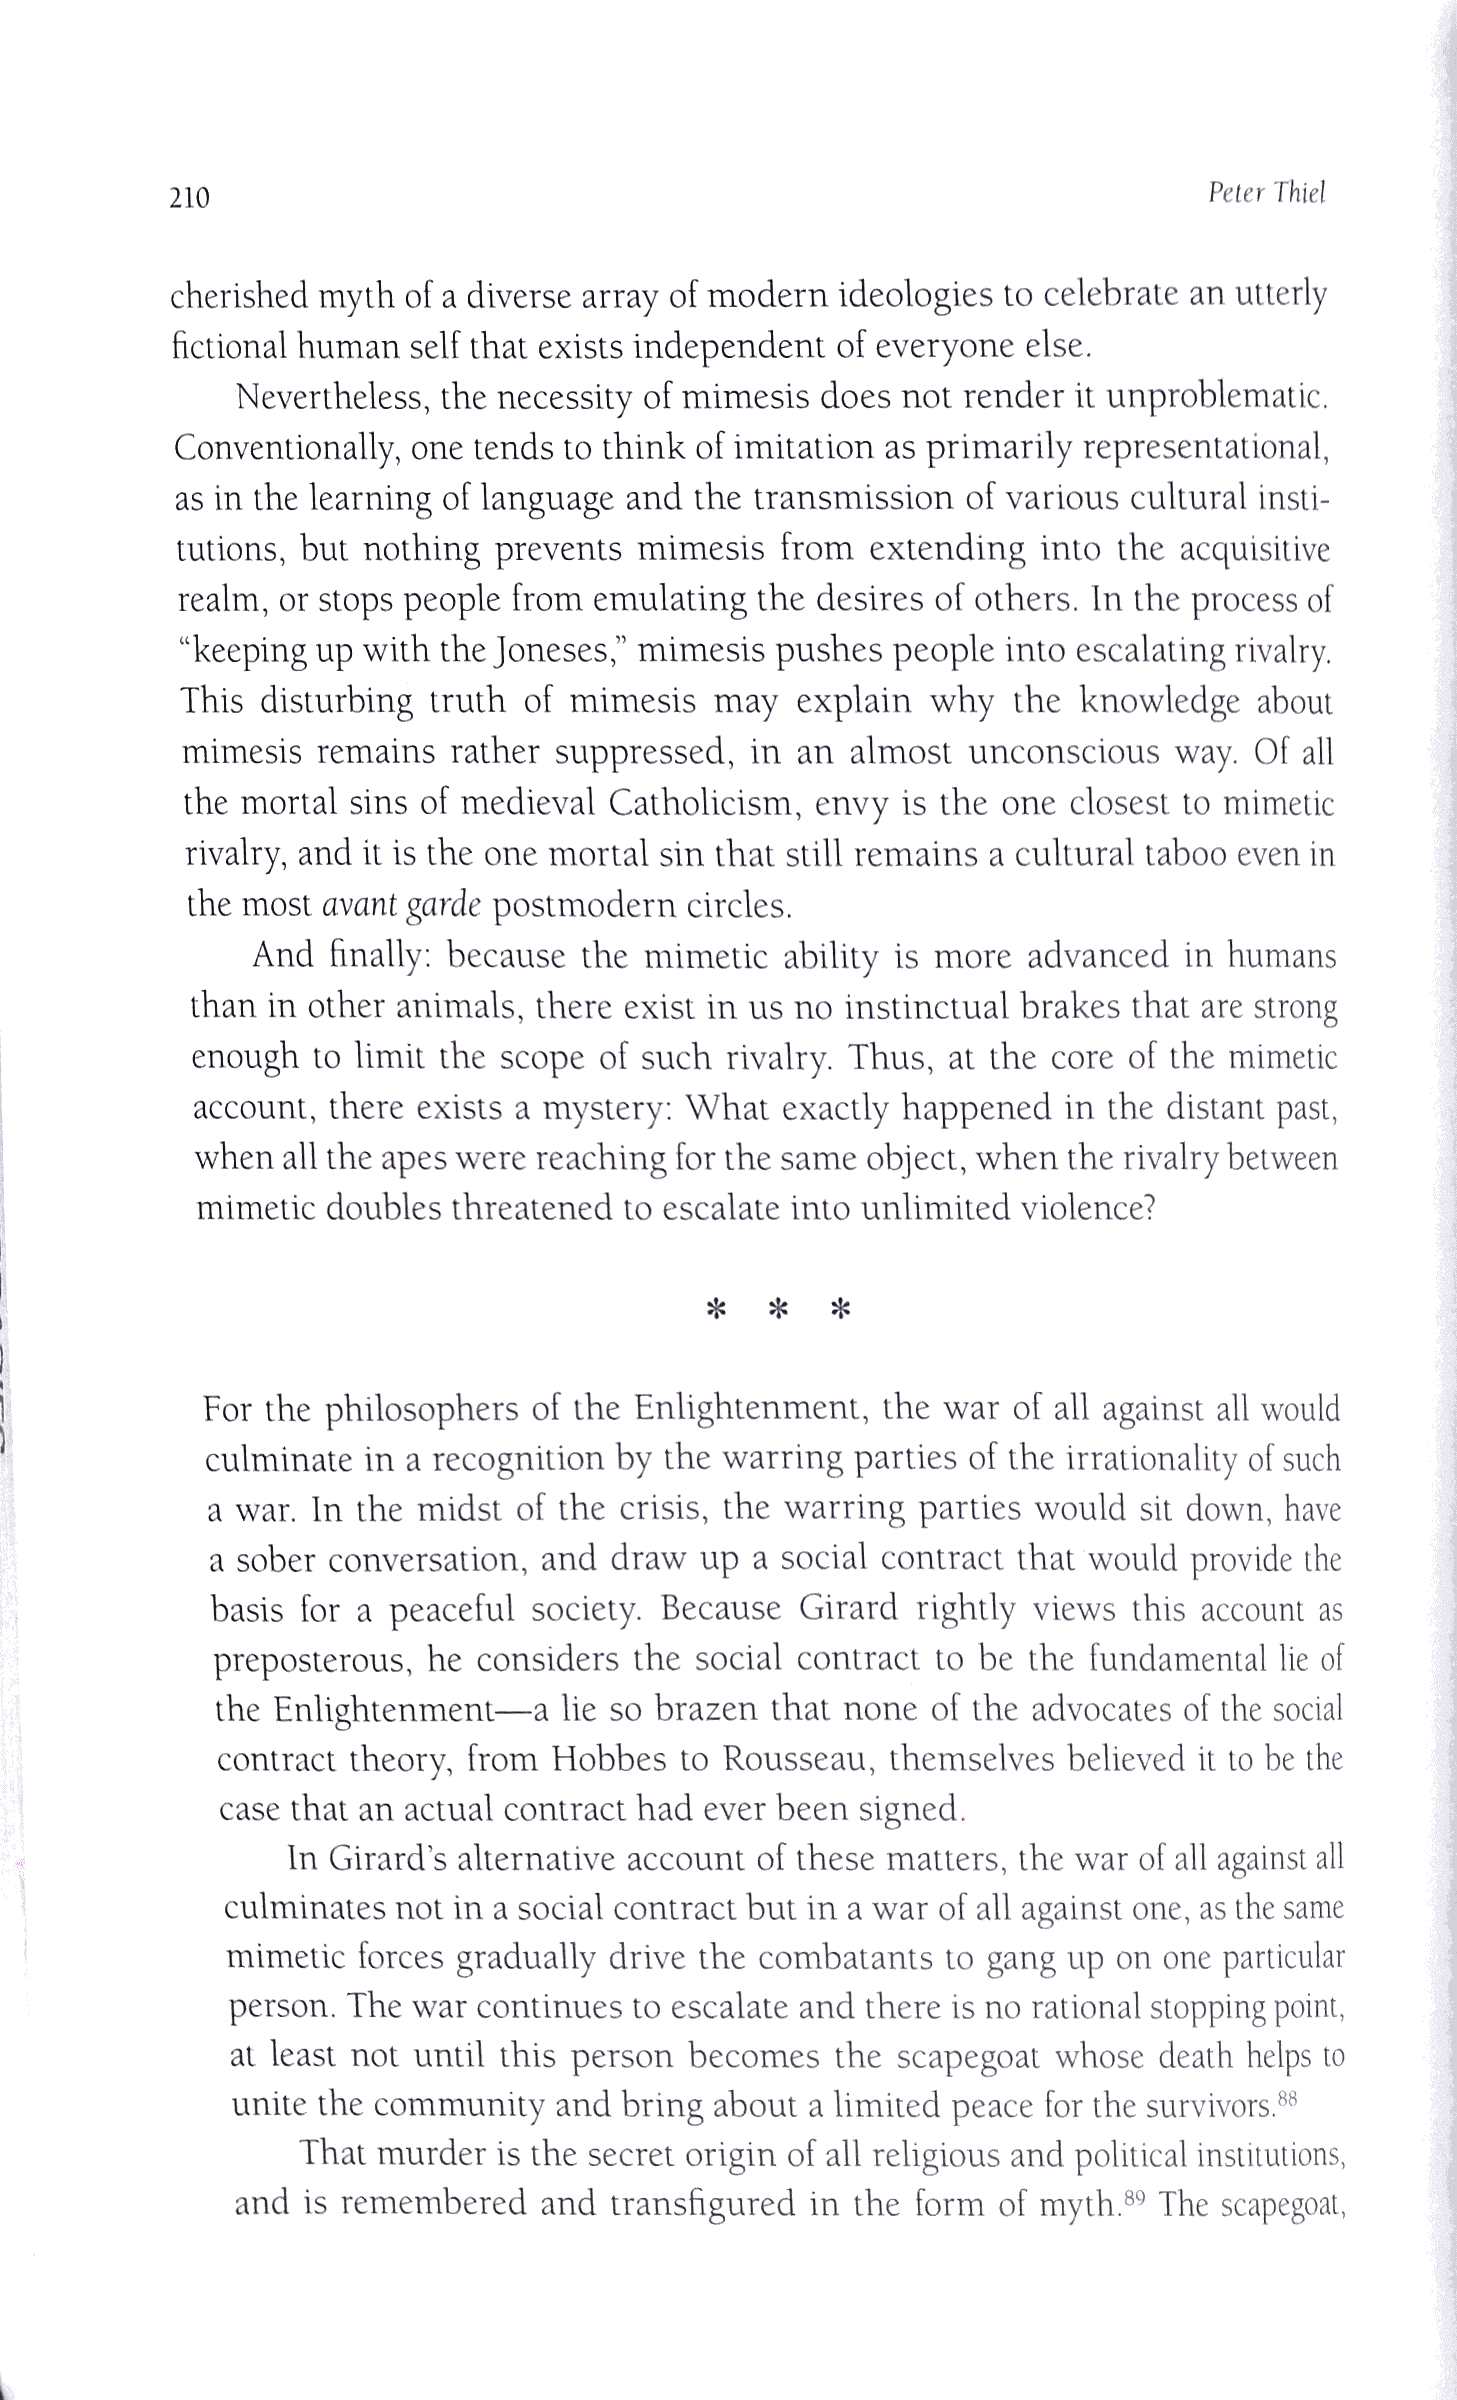 210
Peter Thiel
cherished myth of a diverse array of modern ideologies to celebrate an utterly
fictional human self that exists independent of everyone else.
Nevertheless, the necessity of mimesis does not render it unproblematic.
Conventionally, one tends to think of imitation as primarily representational,
as in the learning of language and the transmission of various cultural insti-
tutions, but nothing prevents mimesis from extending into the acquisitive
realm, or stops people from emulating the desires of others. In the process of
“keeping up with the Joneses,” mimesis pushes people into escalating rivalry.
This disturbing truth of mimesis may explain why the knowledge about
mimesis remains rather suppressed, in an almost unconscious way. Of all
the mortal sins of medieval Catholicism, envy is the one closest to mimetic
rivalry, and it is the one mortal sin that still remains a cultural taboo even in
the most avant garde postmodern circles.
And finally: because the mimetic ability is more advanced in humans
than in other animals, there exist in us no instinctual brakes that are strong
enough to limit the scope of such rivalry. Thus, at the core of the mimetic
account, there exists a mystery: What exactly happened in the distant past,
when all the apes were reaching for the same object, when the rivalry between
mimetic doubles threatened to escalate into unlimited violence?
* * *
For the philosophers of the Enlightenment, the war of all against all would
culminate in a recognition by the warring parties of the irrationality of such
a war. In the midst of the crisis, the warring parties would sit down, have
a sober conversation, and draw up a social contract that would provide the
basis for a peaceful society. Because Girard rightly views this account as
preposterous, he considers the social contract to be the fundamental lie of
the Enlightenment—a lie so brazen that none of the advocates of the social
contract theory, from Hobbes to Rousseau, themselves believed it to be the
case that an actual contract had ever been signed.
In Girard’s alternative account of these matters, the war of all against all
culminates not in a social contract but in a war of all against one, as the same
mimetic forces gradually drive the combatants to gang up on one particular
person. The war continues to escalate and there is no rational stopping point,
at least not until this person becomes the scapegoat whose death helps to
unite the community and bring about a limited peace for the survivors.88
That murder is the secret origin of all religious and political institutions,
and is remembered and transfigured in the form of myth.89 The scapegoat,